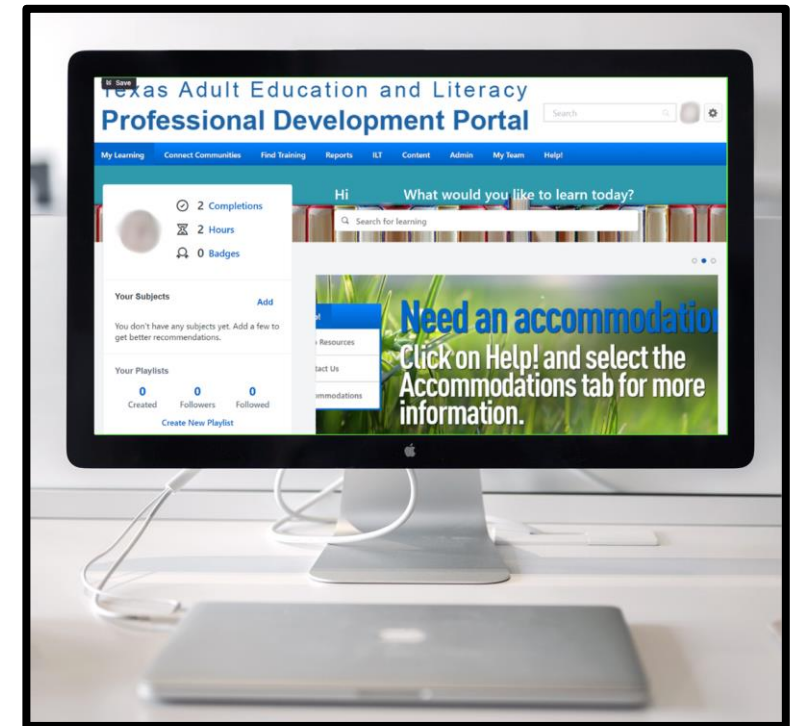 Save
Texas Adult Education and Literacy
Professional Development Portal
Search
My Learning Connect Communities Find Training Reports ILT Content Admin My Team Help!
Hi What would you like to learn today?
Search for learning
2 Completions
2 Hours
0 Badges
Your Subjects Add
You don't have any subjects yet. Add a few to
get better recommendations.
Your Playlists
0 0 0
Created Followers Followed
Create New Playlist
Resources
Contact Us
Need an accommodation
Click on Help! and select the
Accommodations tab for more
information.